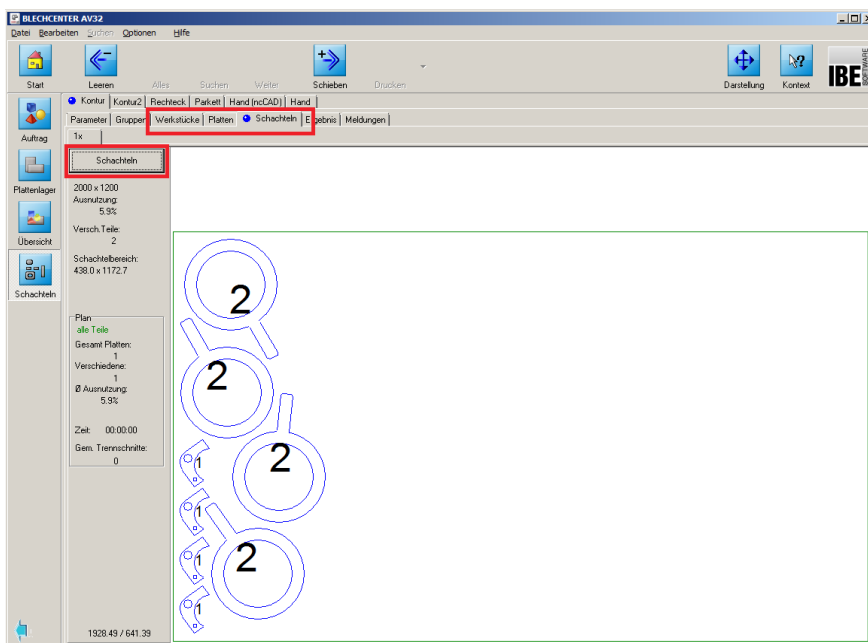 BLECHCENTER AV32
Datei Bearbeiten Suchen Optionen Hilfe
Start Leeren Alles Suchen Weiter Schieben Drucken Darstellung Kontext IBE SOFTWARE
Kontur Kontur2 Rechteck Parkett Hand (ncCAD) Hand
Parameter Gruppen Werkstücke Platten Schachteln Ergebnis Meldungen
1x
Auftrag
Plattenlager
Übersicht
Schachteln
Schachteln
2000 x 1200
Ausnutzung:
5.9%
Versch.Teile:
2
Schachtelbereich:
438.0 x 1172.7
Plan
alle Teile
Gesamt Platten:
1
Verschiedene:
1
Ø Ausnutzung:
5.9%
Zeit: 00:00:00
Gem. Trennschnitte:
0
1928.49 / 641.39
2
2
2
1
1
2
1
1